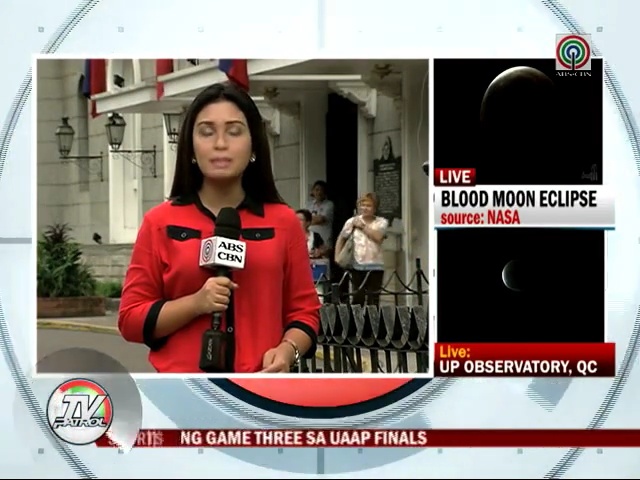 ABS-CBN
ABS
CBN
LIVE
BLOOD MOON ECLIPSE
source: NASA
Live:
UP OBSERVATORY, QC
TV
PATROL
SPORTS
NG GAME THREE SA UAAP FINALS